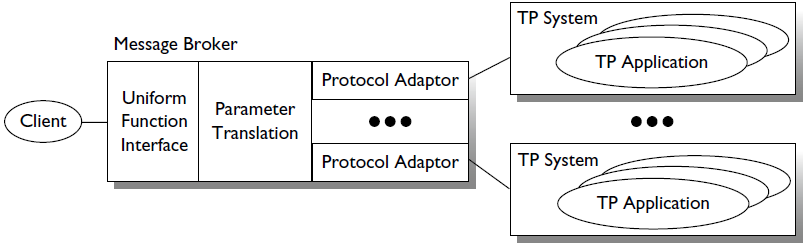 Message Broker
Client
Uniform
Function
Interface
Parameter
Translation
Protocol Adaptor
●●●
Protocol Adaptor
TP System
TP Application
●●●
TP System
TP Application